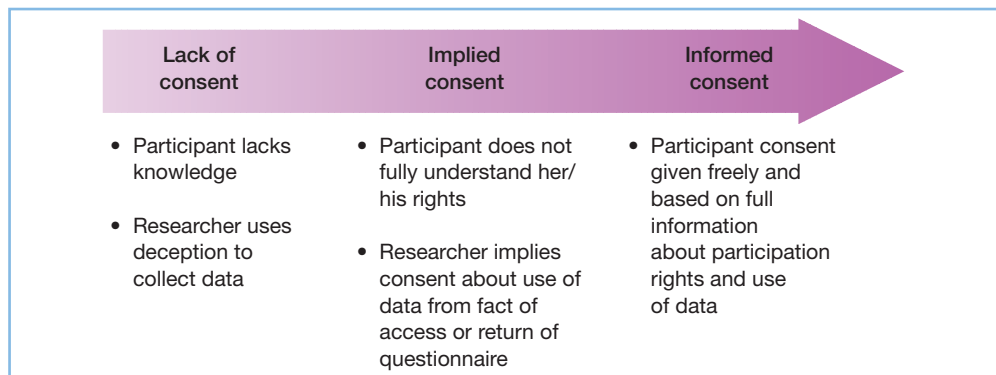 Lack of
consent
Implied
consent
Informed
consent
• Participant lacks
knowledge
• Researcher uses
deception to
collect data
• Participant does not
fully understand her/
his rights
• Researcher implies
consent about use of
data from fact of
access or return of
questionnaire
• Participant consent
given freely and
based on full
information
about participation
rights and use
of data